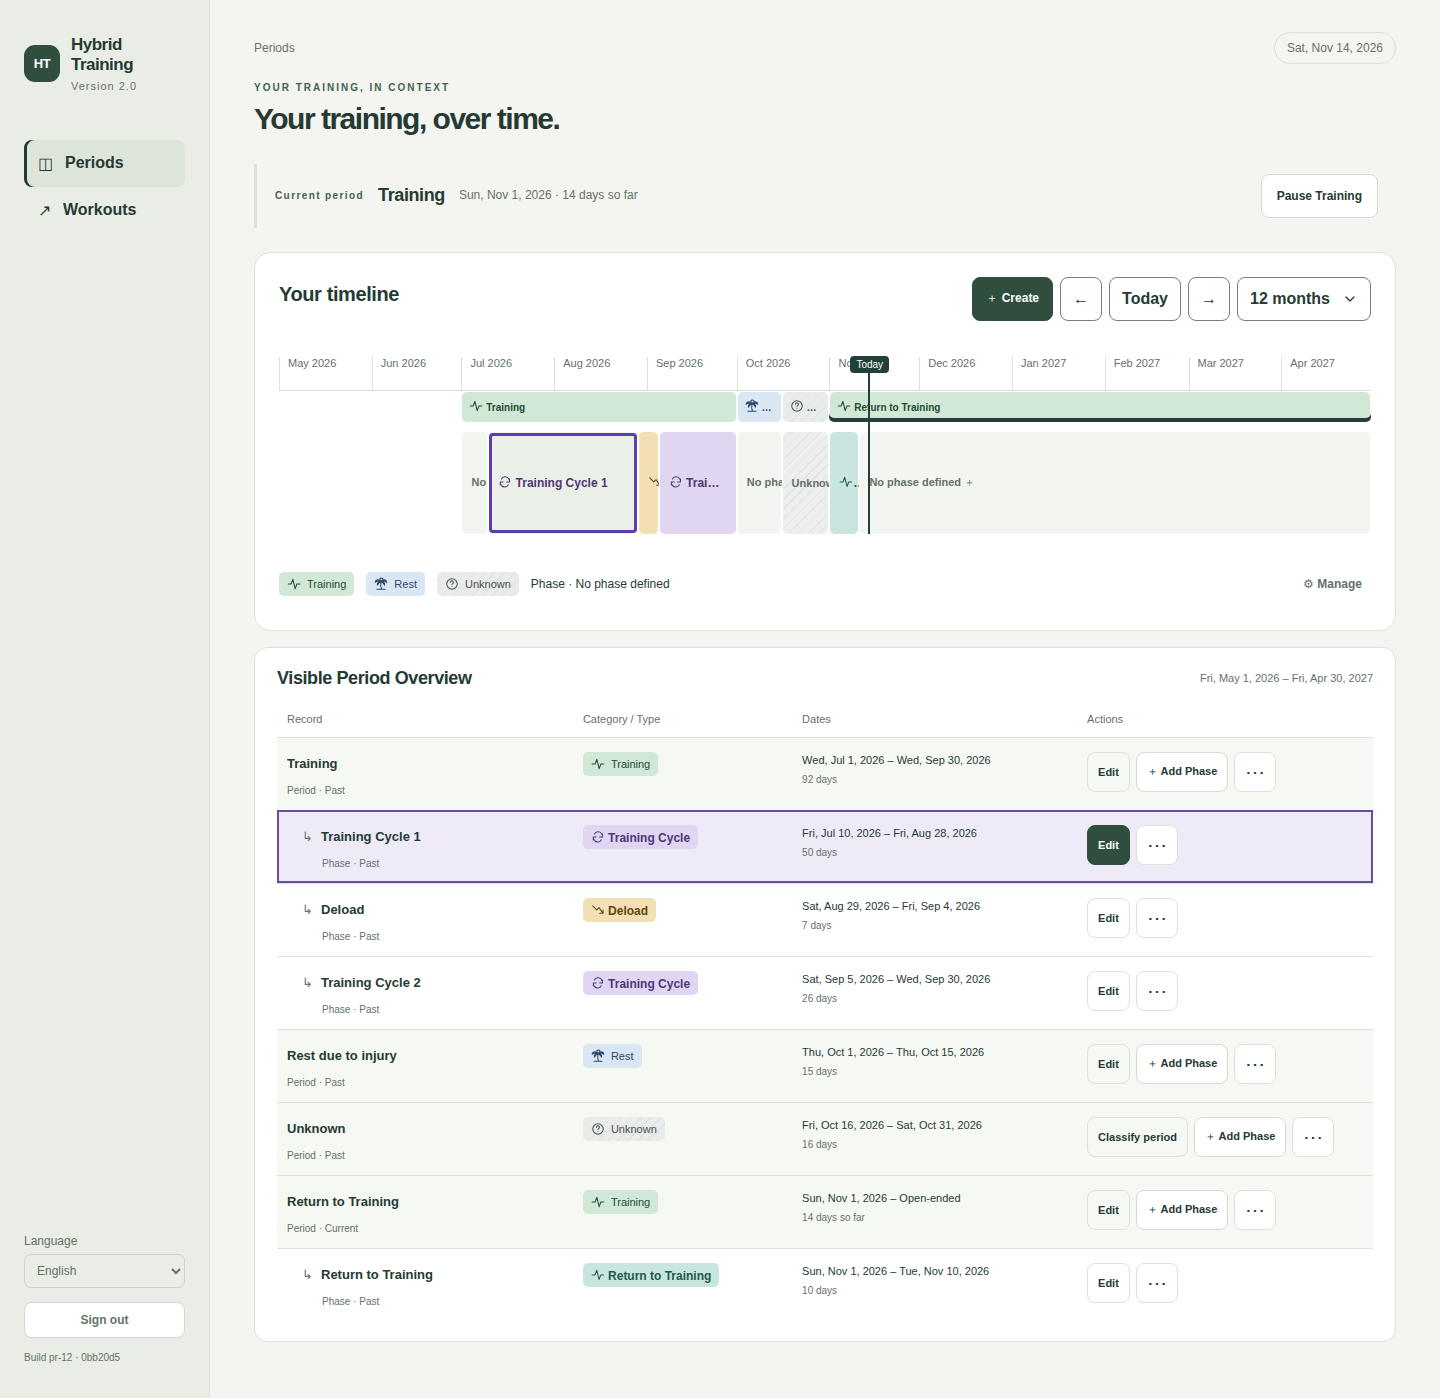 HT
Hybrid
Training
Version 2.0
Periods
Workouts
Language
English
Sign out
Build pr-12 · 0bb20d5
Periods
Sat, Nov 14, 2026
YOUR TRAINING, IN CONTEXT
Your training, over time.
Current period Training Sun, Nov 1, 2026 · 14 days so far
Pause Training
Your timeline
+ Create ← Today → 12 months
May 2026 Jun 2026 Jul 2026 Aug 2026 Sep 2026 Oct 2026 No Today Dec 2026 Jan 2027 Feb 2027 Mar 2027 Apr 2027
Training ... ... Return to Training
No Training Cycle 1 Trai... No pha Unknow .. No phase defined +
Training Rest Unknown Phase · No phase defined
Manage
Visible Period Overview
Fri, May 1, 2026 – Fri, Apr 30, 2027
Record Category / Type Dates Actions
Training Training Wed, Jul 1, 2026 – Wed, Sep 30, 2026 Edit + Add Phase ···
Period · Past 92 days
↳ Training Cycle 1 Training Cycle Fri, Jul 10, 2026 – Fri, Aug 28, 2026 Edit ···
Phase · Past 50 days
↳ Deload Deload Sat, Aug 29, 2026 – Fri, Sep 4, 2026 Edit ···
Phase · Past 7 days
↳ Training Cycle 2 Training Cycle Sat, Sep 5, 2026 – Wed, Sep 30, 2026 Edit ···
Phase · Past 26 days
Rest due to injury Rest Thu, Oct 1, 2026 – Thu, Oct 15, 2026 Edit + Add Phase ···
Period · Past 15 days
Unknown Unknown Fri, Oct 16, 2026 – Sat, Oct 31, 2026 Classify period + Add Phase ···
Period · Past 16 days
Return to Training Training Sun, Nov 1, 2026 – Open-ended Edit + Add Phase ···
Period · Current 14 days so far
↳ Return to Training Return to Training Sun, Nov 1, 2026 – Tue, Nov 10, 2026 Edit ···
Phase · Past 10 days